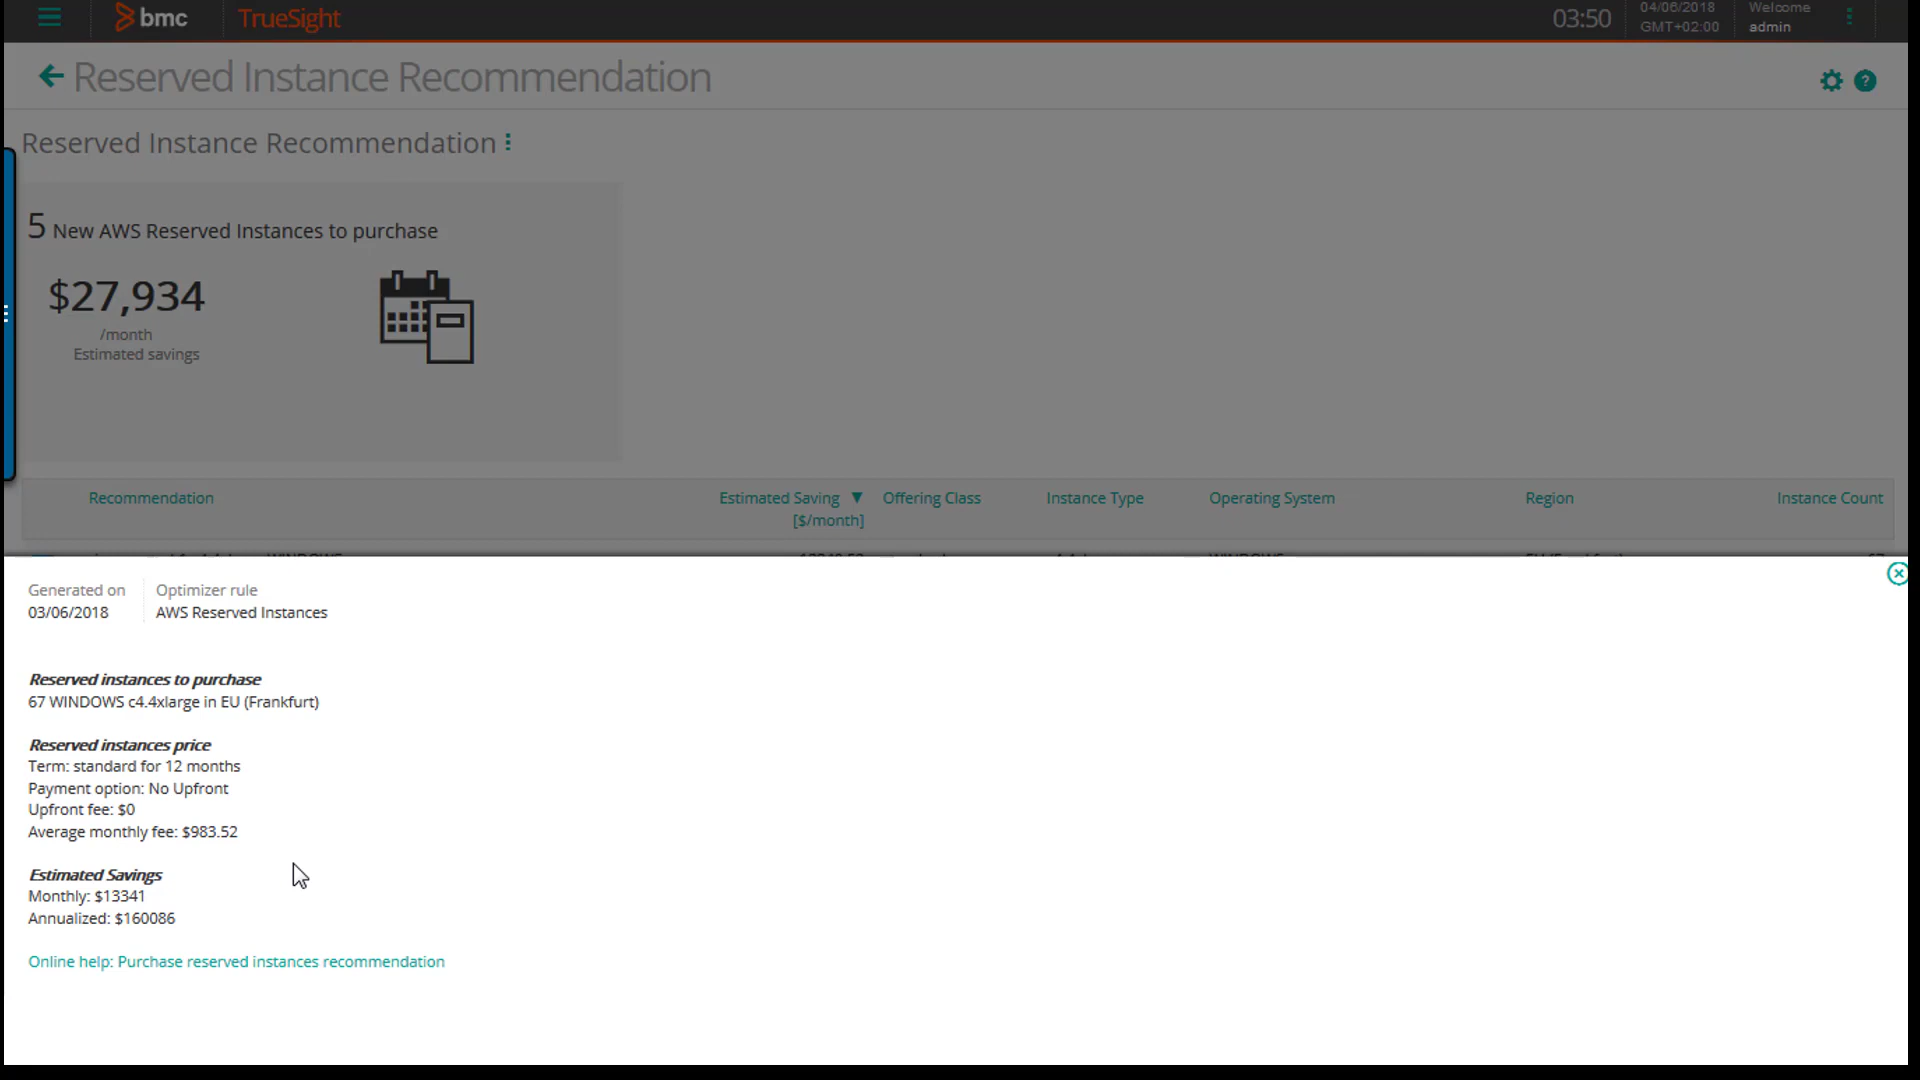 bmc
TrueSight
03:50
04/06/2018
GMT+02:00
Welcome
admin
Reserved Instance Recommendation
Reserved Instance Recommendation
5 New AWS Reserved Instances to purchase
$27,934
/month
Estimated savings
Recommendation
Estimated Saving ▼
[$/month]
Offering Class
Instance Type
Operating System
Region
Instance Count
Generated on
03/06/2018
Optimizer rule
AWS Reserved Instances
Reserved instances to purchase
67 WINDOWS c4.4xlarge in EU (Frankfurt)
Reserved instances price
Term: standard for 12 months
Payment option: No Upfront
Upfront fee: $0
Average monthly fee: $983.52
Estimated Savings
Monthly: $13341
Annualized: $160086
Online help: Purchase reserved instances recommendation